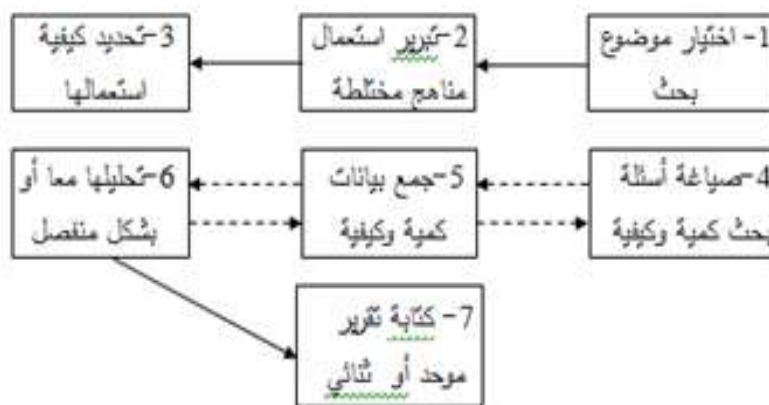 1- اختيار موضوع
بحث
2-تبرير استعمال
مناهج مختلطة
3-تحديد كيفية
استعمالها
4-صياغة أسئلة
بحث كمية وكيفية
5-جمع بيانات
كمية وكيفية
6-تحليلها معا أو
بشكل منفصل
7- كتابة تقرير
موحد أو ثنائي